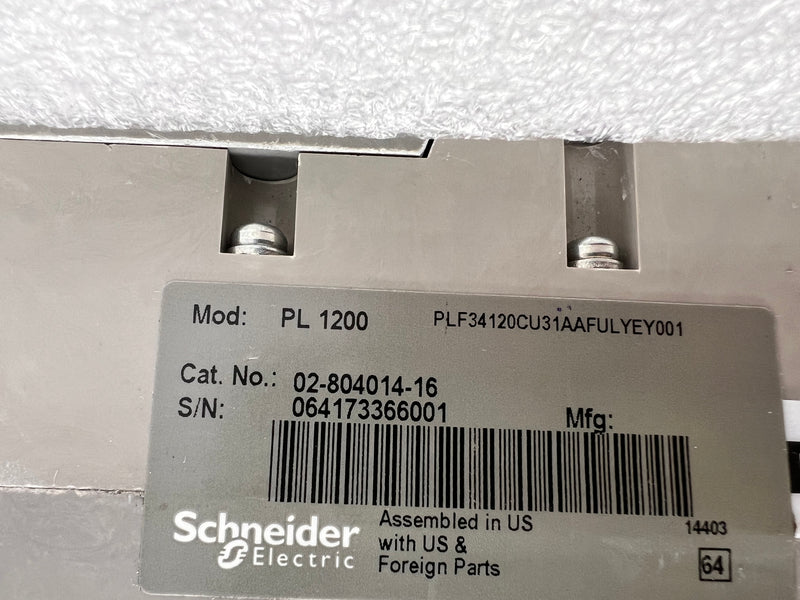 Mod: PL 1200 PLF34120CU31AAFULYEY001
Cat. No.: 02-804014-16
S/N: 064173366001 Mfg:
Schneider
Electric
Assembled in US
with US &
Foreign Parts
14403
64